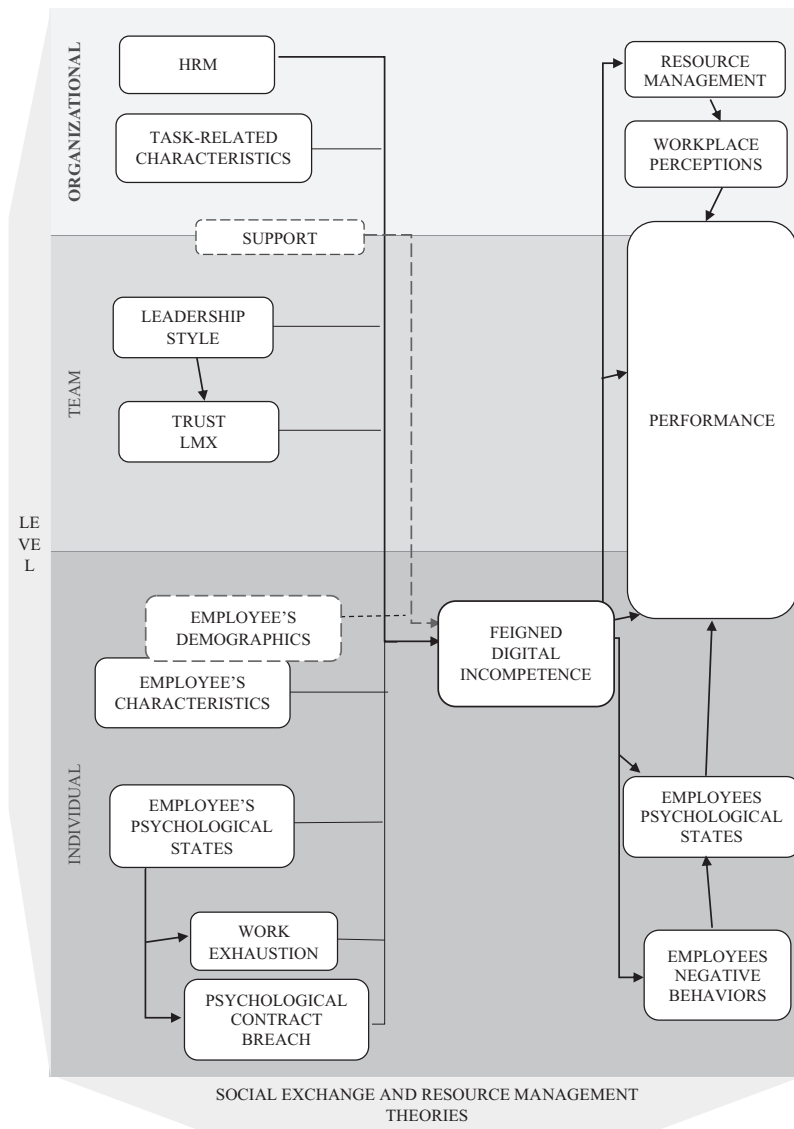 ORGANIZATIONAL
HRM
TASK-RELATED
CHARACTERISTICS
SUPPORT
TEAM
LEADERSHIP
STYLE
TRUST
LMX
LE
VE
L
INDIVIDUAL
EMPLOYEE’S
DEMOGRAPHICS
EMPLOYEE’S
CHARACTERISTICS
EMPLOYEE’S
PSYCHOLOGICAL
STATES
WORK
EXHAUSTION
PSYCHOLOGICAL
CONTRACT
BREACH
FEIGNED
DIGITAL
INCOMPETENCE
RESOURCE
MANAGEMENT
WORKPLACE
PERCEPTIONS
PERFORMANCE
EMPLOYEES
PSYCHOLOGICAL
STATES
EMPLOYEES
NEGATIVE
BEHAVIORS
SOCIAL EXCHANGE AND RESOURCE MANAGEMENT
THEORIES